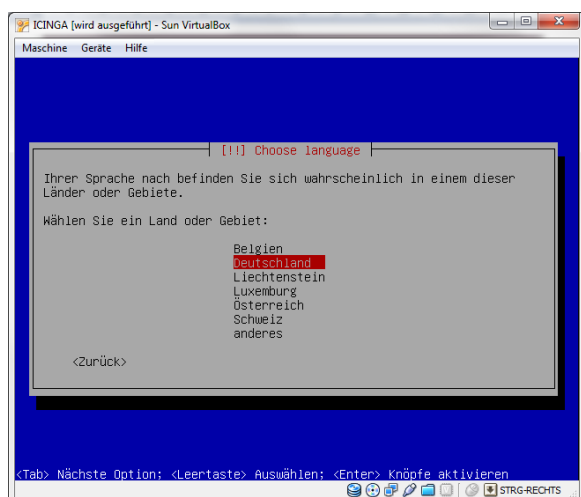 ICINGA [wird ausgeführt] - Sun VirtualBox
Maschine Geräte Hilfe
[!!] Choose language
Ihrer Sprache nach befinden Sie sich wahrscheinlich in einem dieser
Länder oder Gebiete.
Wählen Sie ein Land oder Gebiet:
Belgien
Deutschland
Liechtenstein
Luxemburg
Österreich
Schweiz
anderes
<Zurück>
<Tab> Nächste Option; <Leertaste> Auswählen; <Enter> Knöpfe aktivieren
STRG-RECHTS